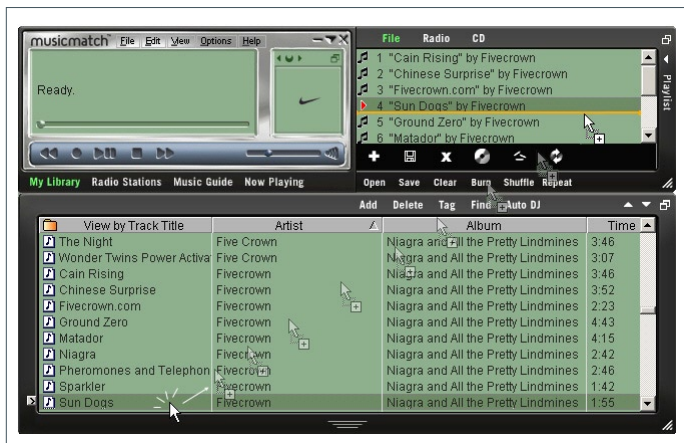 musicmatch File Edit View Options Help
File Radio CD
Ready.
1 "Cain Rising" by Fivecrown
2 "Chinese Surprise" by Fivecrown
3 "Fivecrown.com" by Fivecrown
4 "Sun Dogs" by Fivecrown
5 "Ground Zero" by Fivecrown
6 "Matador" by Fivecrown
Playlist
My Library Radio Stations Music Guide Now Playing
Open Save Clear Burn Shuffle Repeat
Add Delete Tag Find Auto DJ
View by Track Title Artist Album Time
The Night Five Crown Niagra and All the Pretty Lindmines 3:46
Wonder Twins Power Activa Five Crown Niagra and All the Pretty Lindmines 3:07
Cain Rising Fivecrown Niagra and All the Pretty Lindmines 3:46
Chinese Surprise Fivecrown Niagra and All the Pretty Lindmines 3:52
Fivecrown.com Fivecrown Niagra and All the Pretty Lindmines 2:23
Ground Zero Fivecrown Niagra and All the Pretty Lindmines 4:43
Matador Fivecrown Niagra and All the Pretty Lindmines 4:15
Niagra Fivecrown Niagra and All the Pretty Lindmines 2:42
Pheromones and Telephon Fivecrown Niagra and All the Pretty Lindmines 2:46
Sparkler Fivecrown Niagra and All the Pretty Lindmines 1:42
Sun Dogs Fivecrown Niagra and All the Pretty Lindmines 1:55